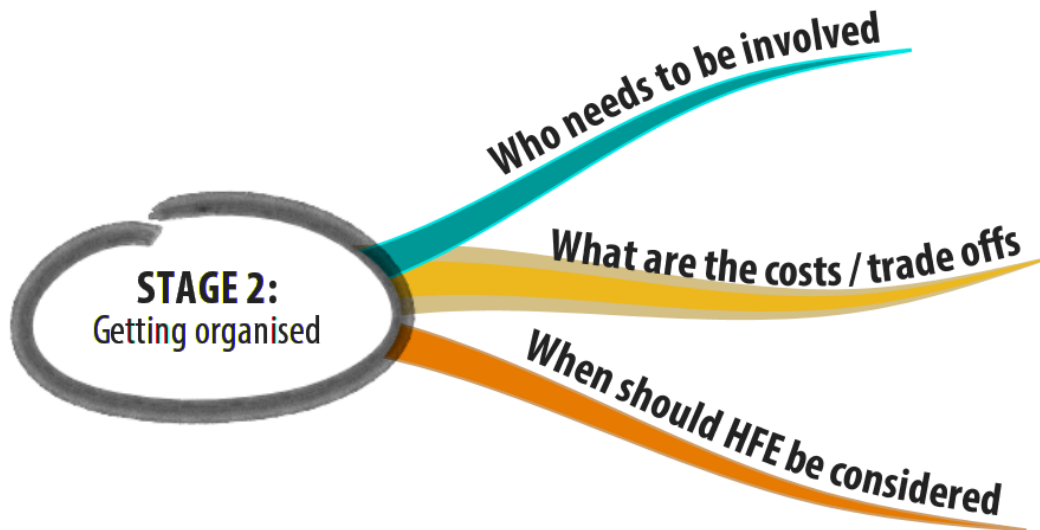 STAGE 2:
Getting organised
Who needs to be involved
What are the costs / trade offs
When should HFE be considered